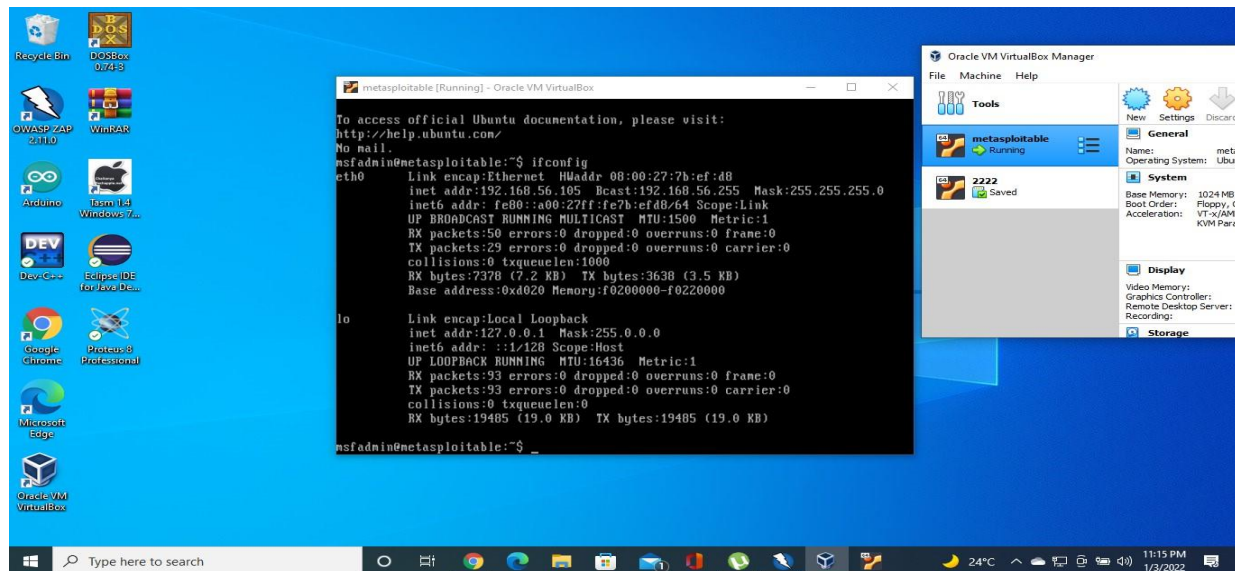 Recycle Bin
DOSBox
0.74-3
OWASP ZAP
2.11.0
WinRAR
Arduino
Tasm 1.4
Windows 7...
Dev-C++
Eclipse IDE
for Java De...
Google
Chrome
Proteus 8
Professional
Microsoft
Edge
Oracle VM
VirtualBox
metasploitable [Running] - Oracle VM VirtualBox
To access official Ubuntu documentation, please visit:
http://help.ubuntu.com/
No mail.
msfadmin@metasploitable:~$ ifconfig
eth0 Link encap:Ethernet HWaddr 08:00:27:7b:ef:d8
inet addr:192.168.56.105 Bcast:192.168.56.255 Mask:255.255.255.0
inet6 addr: fe80::a00:27ff:fe7b:efd8/64 Scope:Link
UP BROADCAST RUNNING MULTICAST MTU:1500 Metric:1
RX packets:50 errors:0 dropped:0 overruns:0 frame:0
TX packets:29 errors:0 dropped:0 overruns:0 carrier:0
collisions:0 txqueuelen:1000
RX bytes:7378 (7.2 KB) TX bytes:3638 (3.5 KB)
Base address:0xd020 Memory:f0200000-f0220000
lo Link encap:Local Loopback
inet addr:127.0.0.1 Mask:255.0.0.0
inet6 addr: ::1/128 Scope:Host
UP LOOPBACK RUNNING MTU:16436 Metric:1
RX packets:93 errors:0 dropped:0 overruns:0 frame:0
TX packets:93 errors:0 dropped:0 overruns:0 carrier:0
collisions:0 txqueuelen:0
RX bytes:19485 (19.0 KB) TX bytes:19485 (19.0 KB)
msfadmin@metasploitable:~$ _
Oracle VM VirtualBox Manager
File Machine Help
Tools
New Settings Discard
metasploitable
Running
2222
Saved
General
Name: meta
Operating System: Ubu
System
Base Memory: 1024 MB
Boot Order: Floppy, O
Acceleration: VT-x/AM
KVM Para
Display
Video Memory:
Graphics Controller:
Remote Desktop Server:
Recording:
Storage
Type here to search
24°C
11:15 PM
1/3/2022